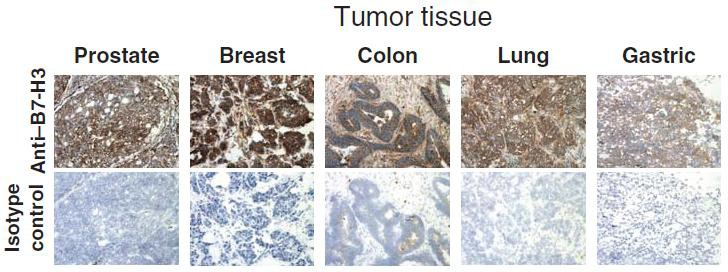 Tumor tissue
Prostate Breast Colon Lung Gastric
Anti–B7-H3
Isotype
control